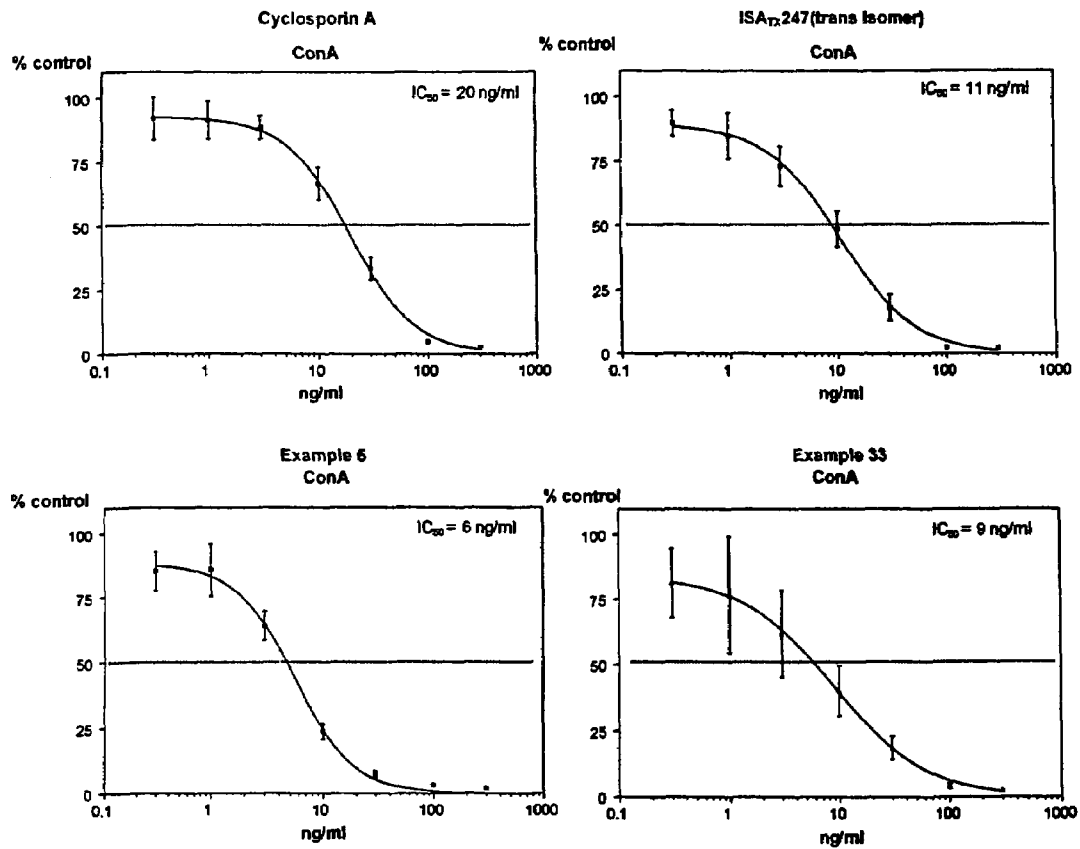 Cyclosporin A
ConA
% control
IC50 = 20 ng/ml
100
75
50
25
0
0.1 1 10 100 1000
ng/ml
ISATX247(trans Isomer)
ConA
% control
IC50 = 11 ng/ml
100
75
50
25
0
0.1 1 10 100 1000
ng/ml
Example 5
ConA
% control
IC50 = 6 ng/ml
100
75
50
25
0
0.1 1 10 100 1000
ng/ml
Example 33
ConA
% control
IC50 = 9 ng/ml
100
75
50
25
0
0.1 1 10 100 1000
ng/ml